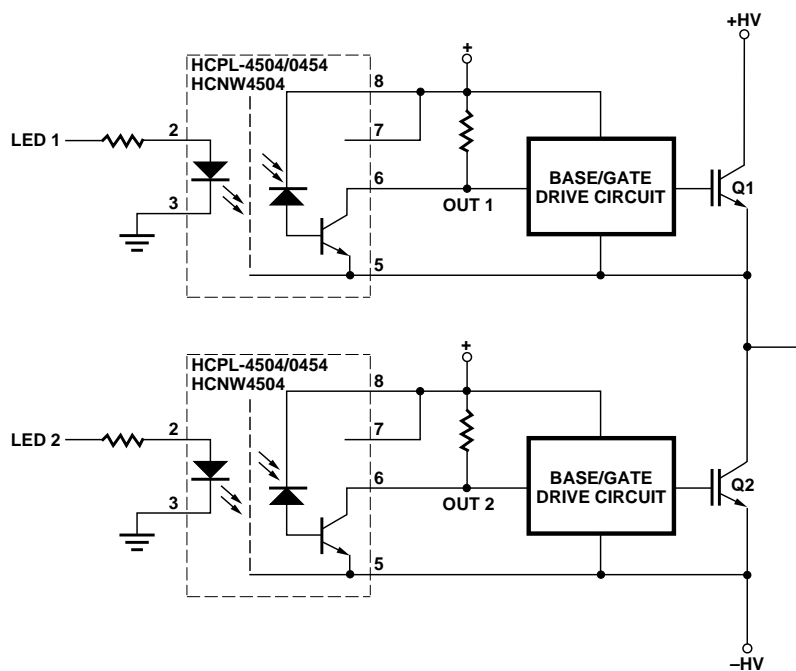 +HV
HCPL-4504/0454
HCNW4504
+
8
LED 1
2
7
BASE/GATE
DRIVE CIRCUIT
Q1
3
6
OUT 1
5
HCPL-4504/0454
HCNW4504
+
8
LED 2
2
7
BASE/GATE
DRIVE CIRCUIT
Q2
3
6
OUT 2
5
–HV